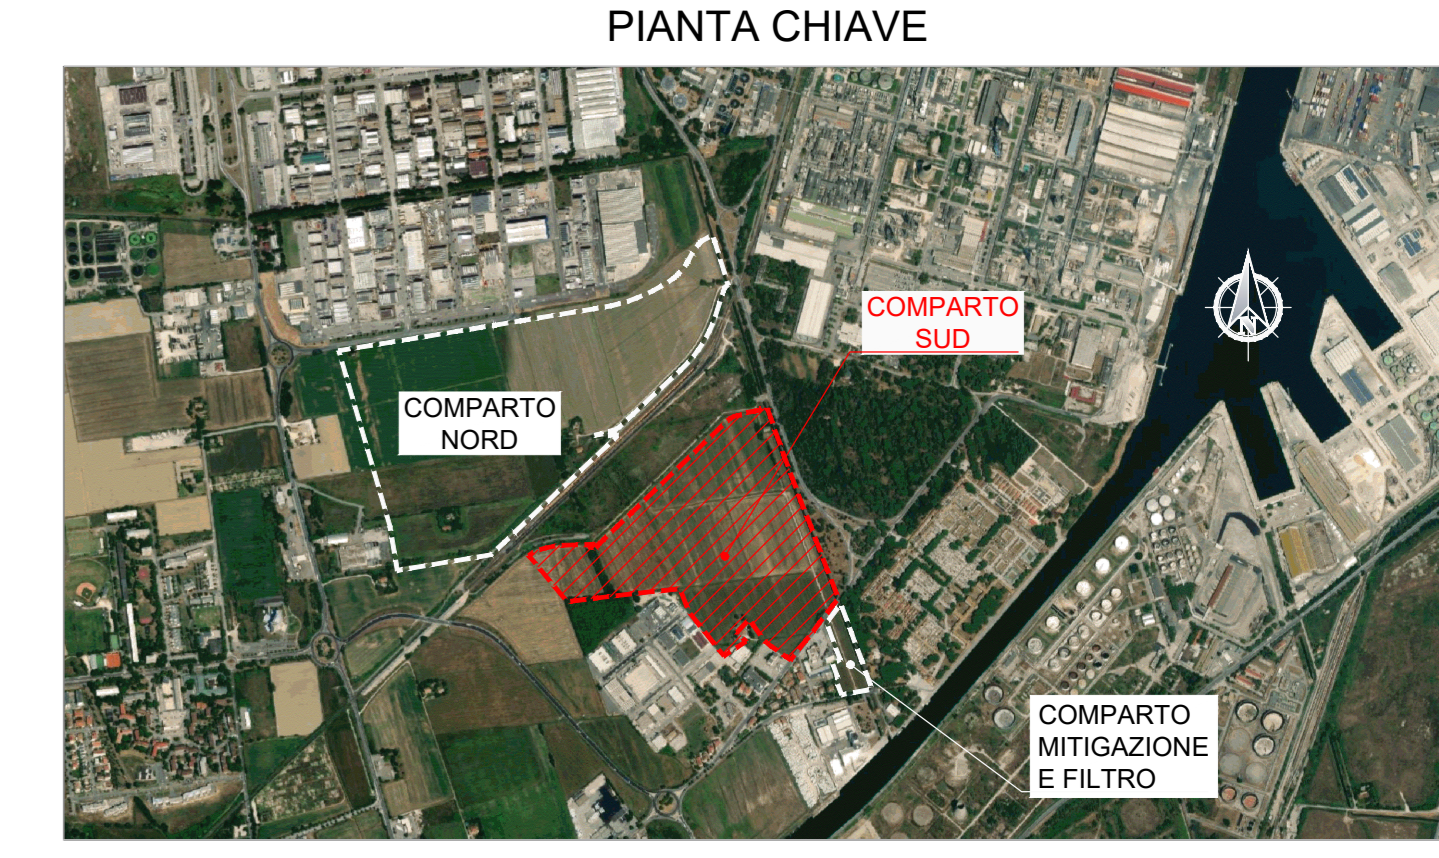 PIANTA CHIAVE
COMPARTO
SUD
COMPARTO
NORD
N
COMPARTO
MITIGAZIONE
E FILTRO